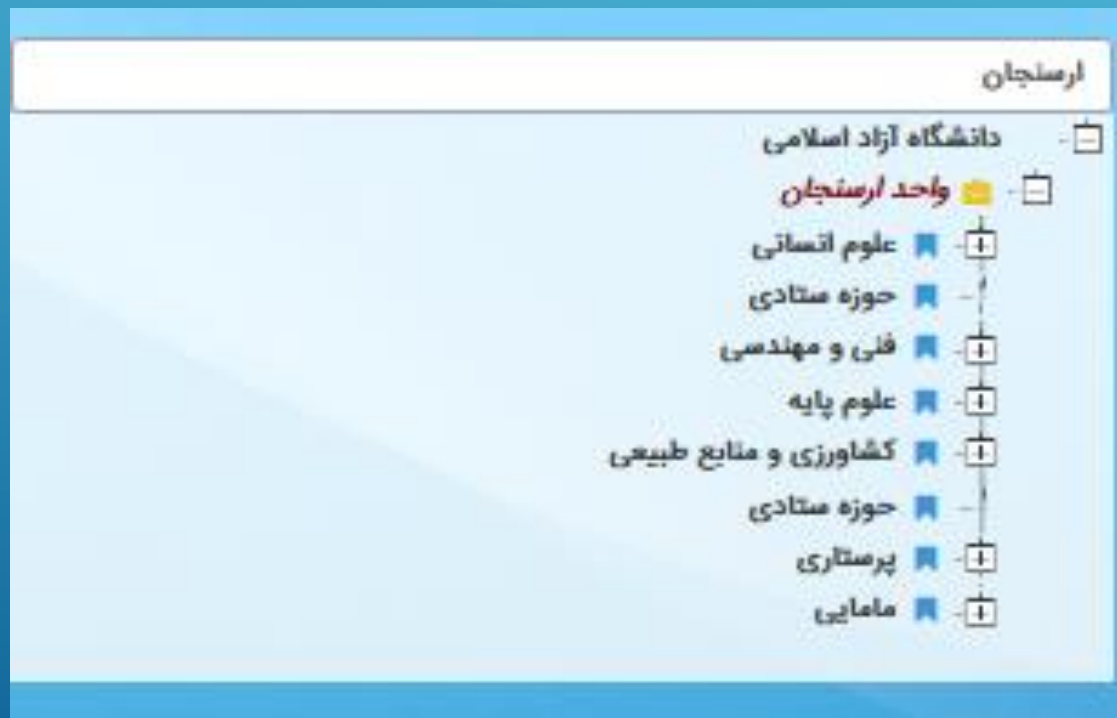 ارسنجان
دانشگاه آزاد اسلامی
واحد ارسنجان
علوم انسانی
حوزه ستادی
فنی و مهندسی
علوم پایه
کشاورزی و منابع طبیعی
حوزه ستادی
پرستاری
مامایی